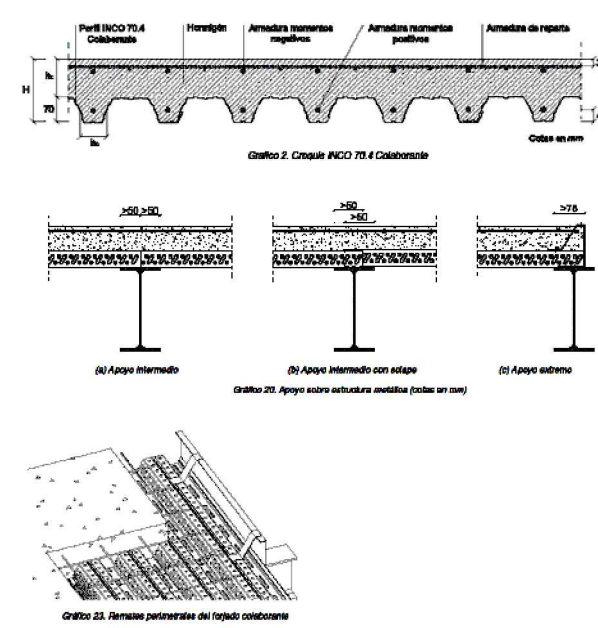 Perfil INCO 70.4
Colaborante
Hormigón
Armadura momentos
negativos
Armadura momentos
positivos
Armadura de reparto
H
hc
70
Cotas en mm
Grafico 2. Croquis INCO 70.4 Colaborante
>50 >50
>50
>50
>75
(a) Apoyo intermedio
(b) Apoyo intermedio con solape
(c) Apoyo extremo
Gráfico 20. Apoyo sobre estructura metálica (cotas en mm)
Gráfico 23. Remates perimetrales del forjado colaborante